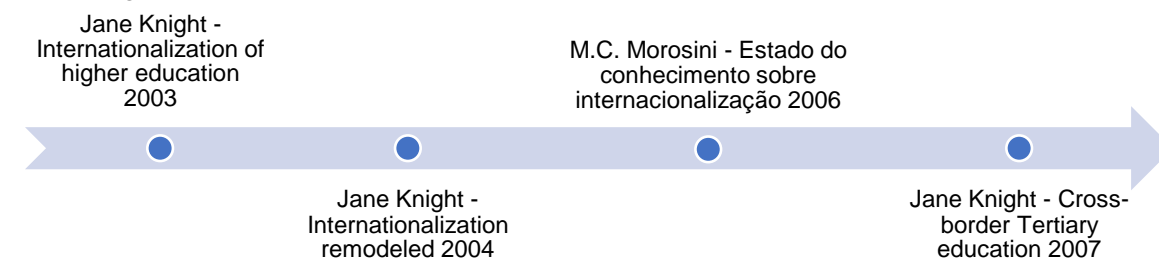 Jane Knight -
Internationalization of
higher education
2003
Jane Knight -
Internationalization
remodeled 2004
M.C. Morosini - Estado do
conhecimento sobre
internacionalização 2006
Jane Knight - Cross-
border Tertiary
education 2007